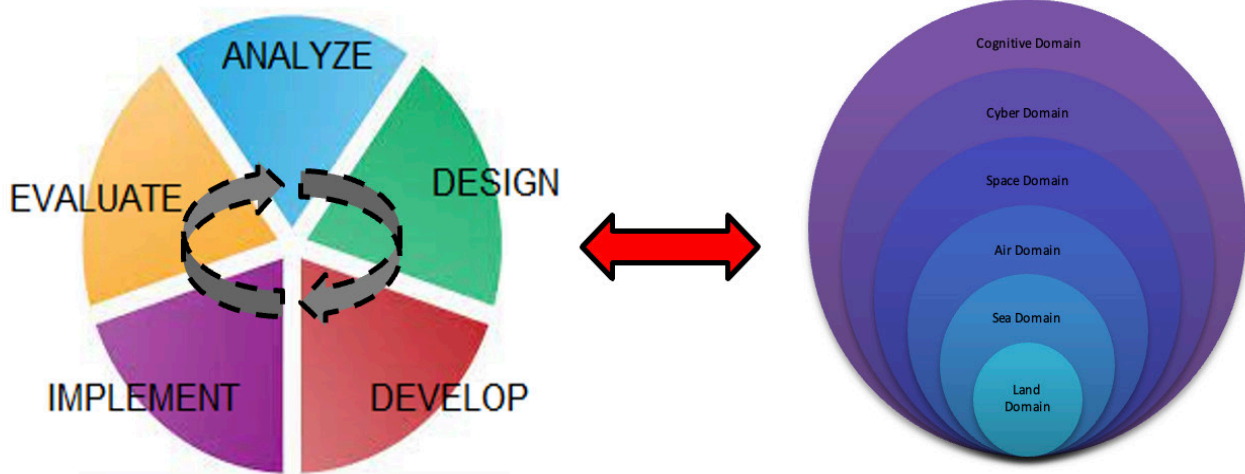 ANALYZE
DESIGN
DEVELOP
IMPLEMENT
EVALUATE
Cognitive Domain
Cyber Domain
Space Domain
Air Domain
Sea Domain
Land
Domain